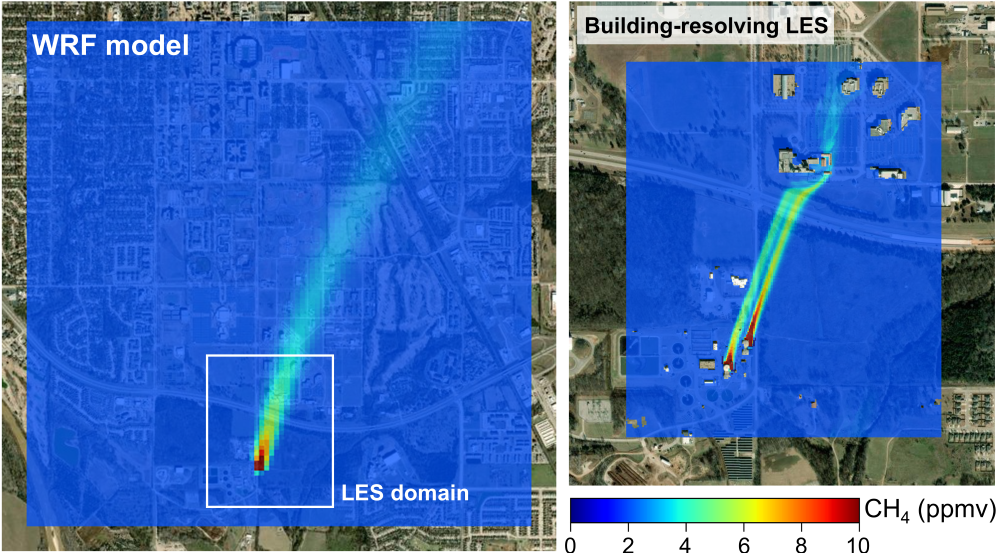 WRF model
LES domain
Building-resolving LES
0 2 4 6 8 10
CH₄ (ppmv)